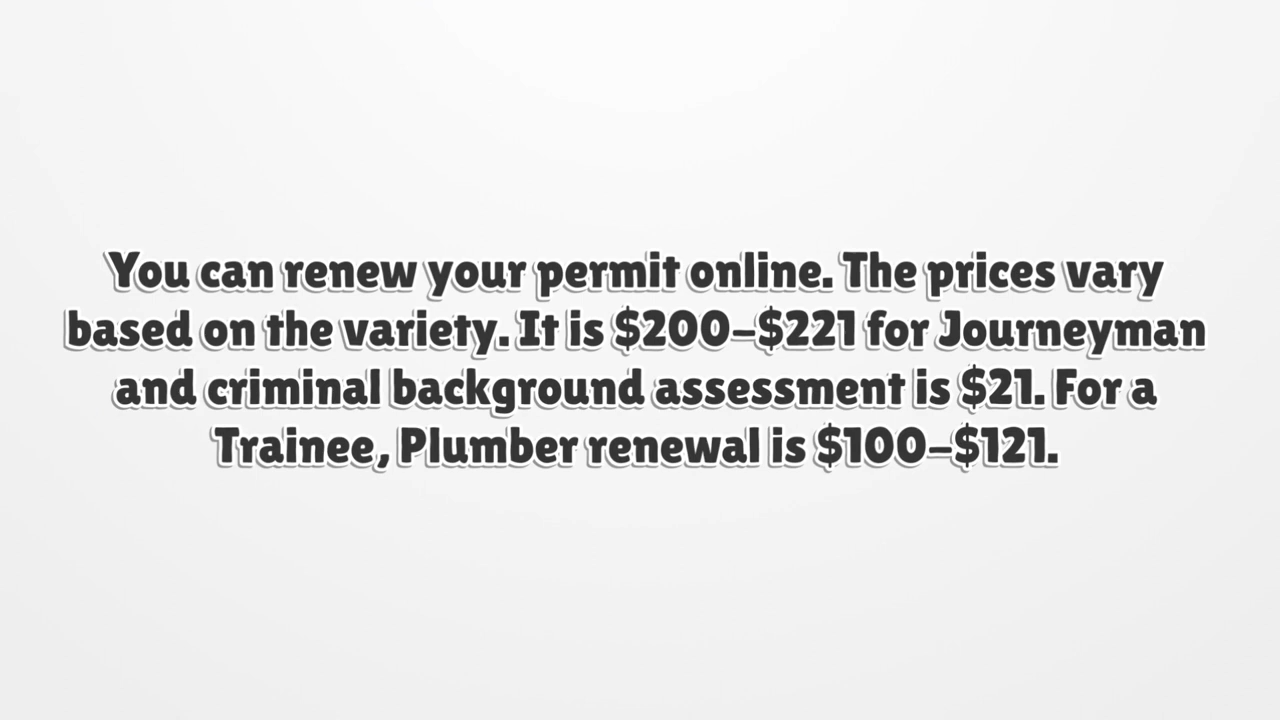 You can renew your permit online. The prices vary
based on the variety. It is $200–$221 for Journeyman
and criminal background assessment is $21. For a
Trainee, Plumber renewal is $100–$121.